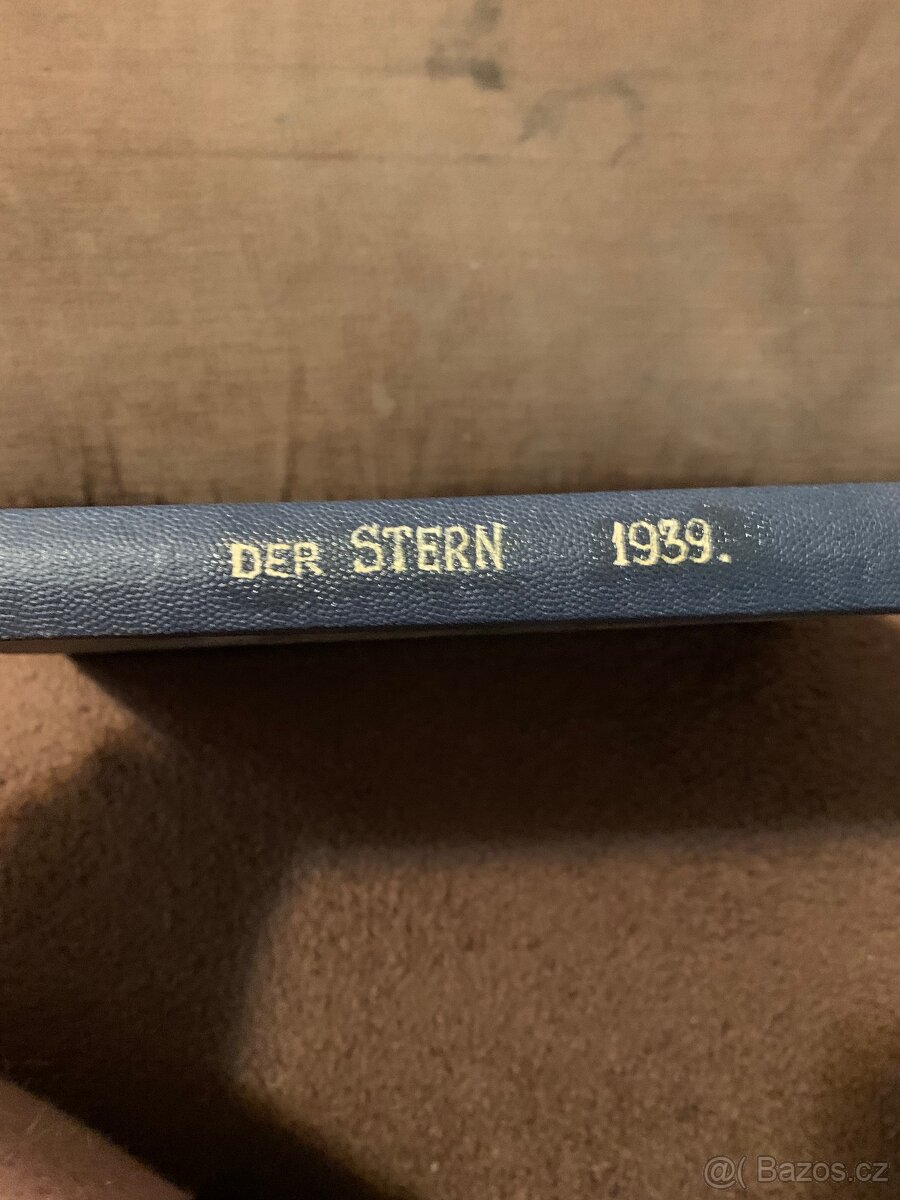 DER STERN 1939.
@( Bazos.cz